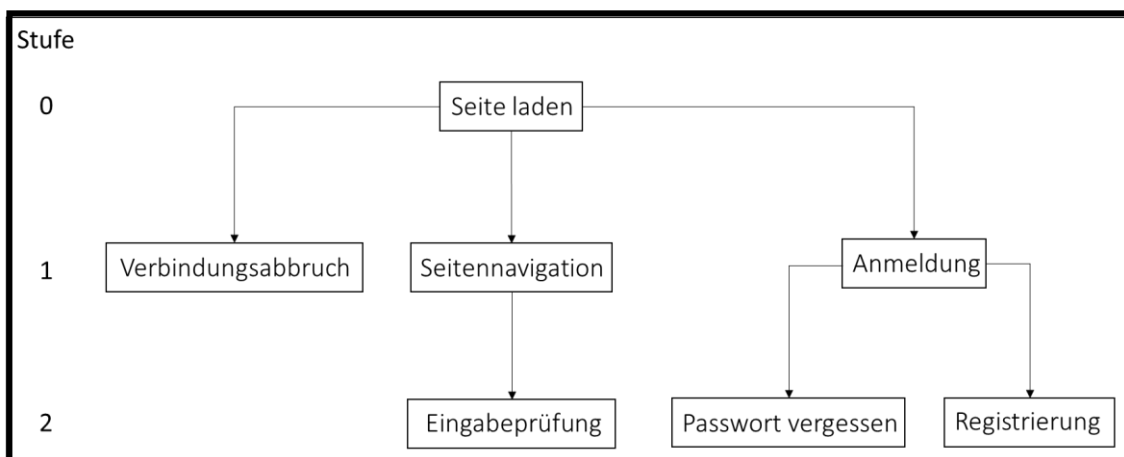 Stufe
0
Seite laden
1
Verbindungsabbruch
Seitennavigation
Anmeldung
2
Eingabeprüfung
Passwort vergessen
Registrierung